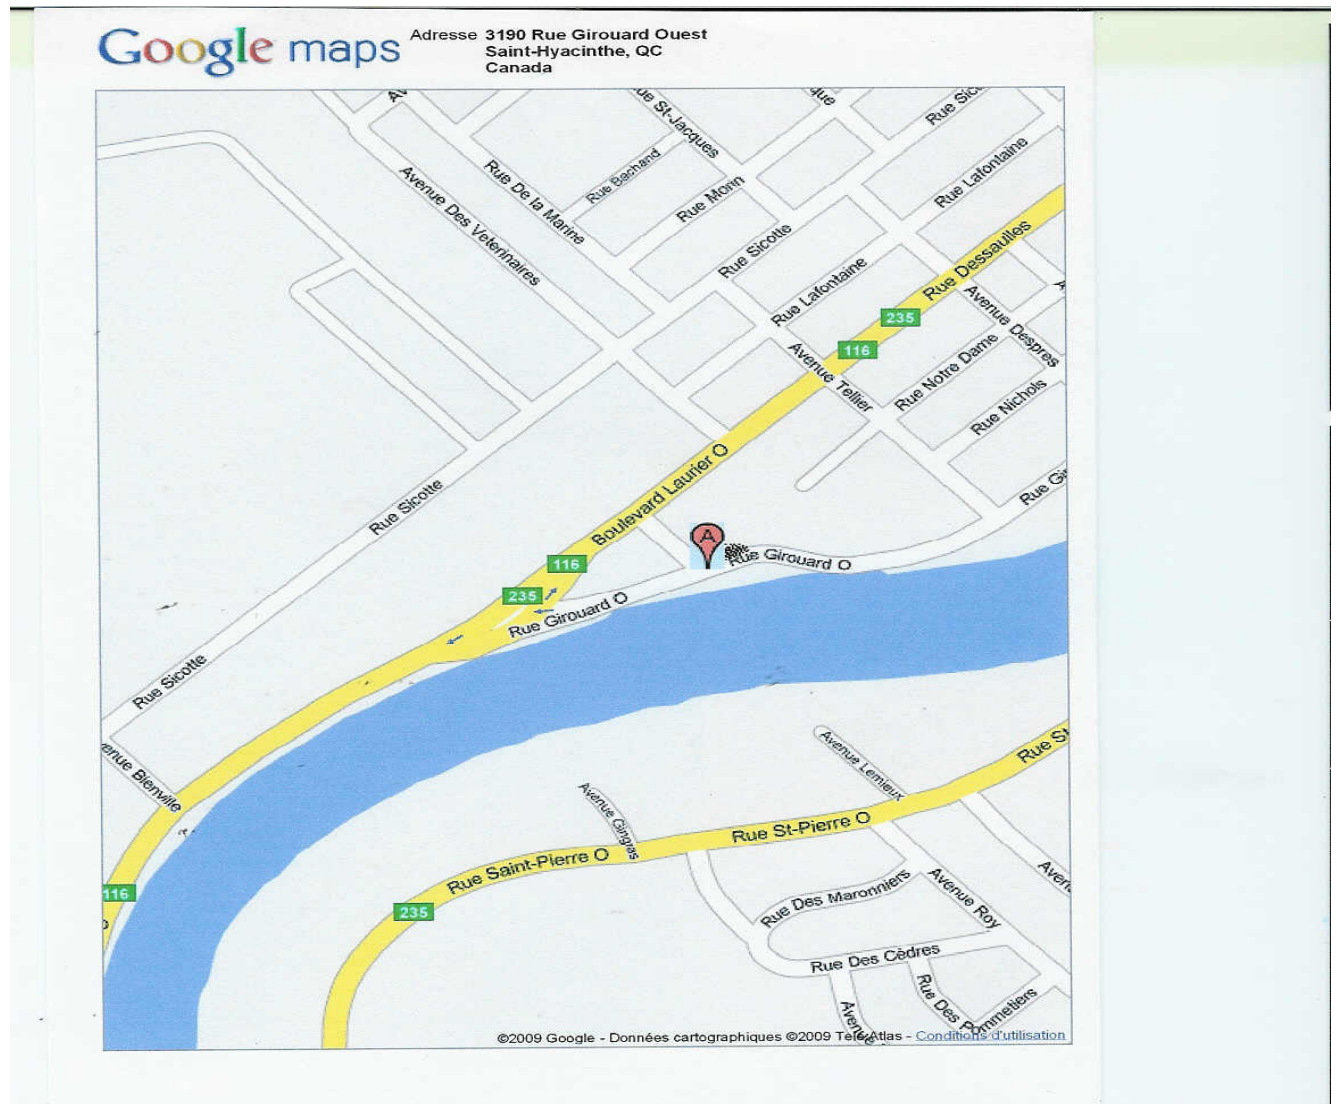 Google maps
Adresse 3190 Rue Girouard Ouest
Saint-Hyacinthe, QC
Canada
Rue St-Jacques
Rue Sicotte
Rue Bachand
Rue De la Marine
Rue Morin
Rue Lafontaine
Avenue Des Veterinaires
Rue Sicotte
Rue Dessaulles
Rue Lafontaine
235
116
Avenue Despres
Avenue Tellier
Rue Notre Dame
Rue Nichols
Boulevard Laurier O
Rue Sicotte
A
Rue Girouard O
116
235
Rue Girouard O
Rue Sicotte
Avenue Bienville
Avenue Lemieux
Avenue Gingras
Rue St-Pierre O
Rue Saint-Pierre O
116
235
Rue Des Maronniers
Avenue Roy
Rue Des Cèdres
Rue Des Pommetiers
Avenue
©2009 Google - Données cartographiques ©2009 Tele Atlas - Conditions d'utilisation